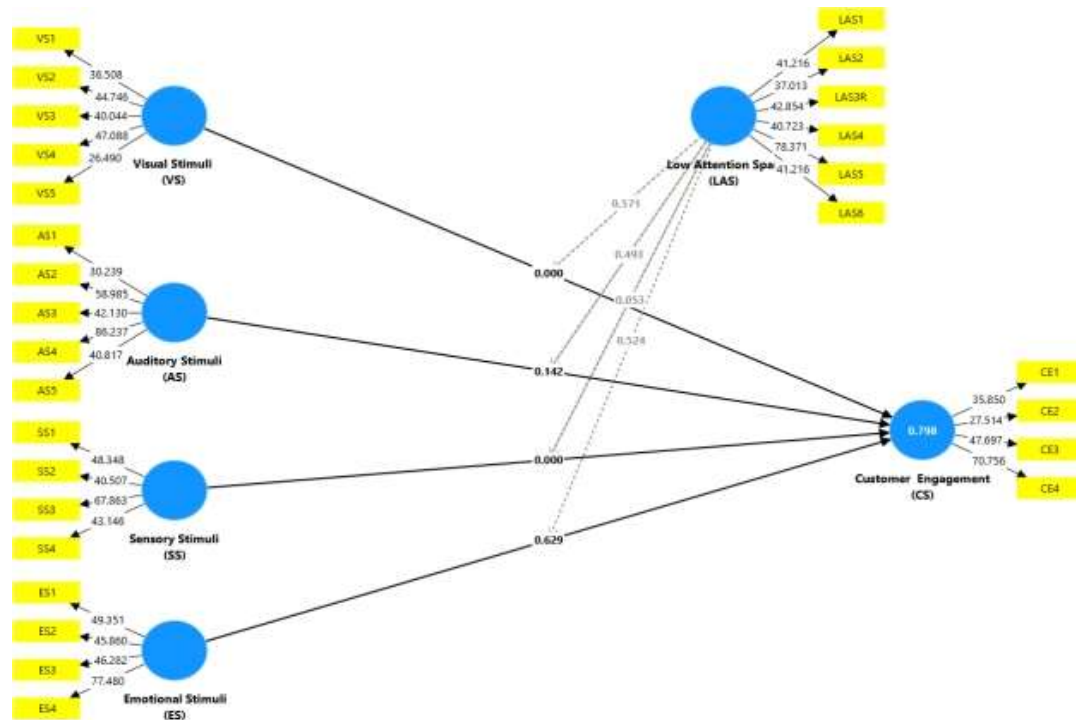 VS1
36.508
VS2
44.746
VS3
40.044
VS4
47.088
VS5
26.490
Visual Stimuli
(VS)
AS1
30.239
AS2
58.985
AS3
42.130
AS4
86.237
AS5
40.817
Auditory Stimuli
(AS)
SS1
48.348
SS2
40.507
SS3
67.863
SS4
43.146
Sensory Stimuli
(SS)
ES1
49.351
ES2
45.860
ES3
46.282
ES4
77.480
Emotional Stimuli
(ES)
LAS1
41.216
LAS2
37.013
LAS3R
42.854
LAS4
40.723
LAS5
78.371
LAS6
41.216
Low Attention Spa
(LAS)
0.571
0.493
0.053
0.524
0.000
0.142
0.000
0.629
CE1
35.850
CE2
27.514
CE3
47.697
CE4
70.756
0.798
Customer Engagement
(CS)